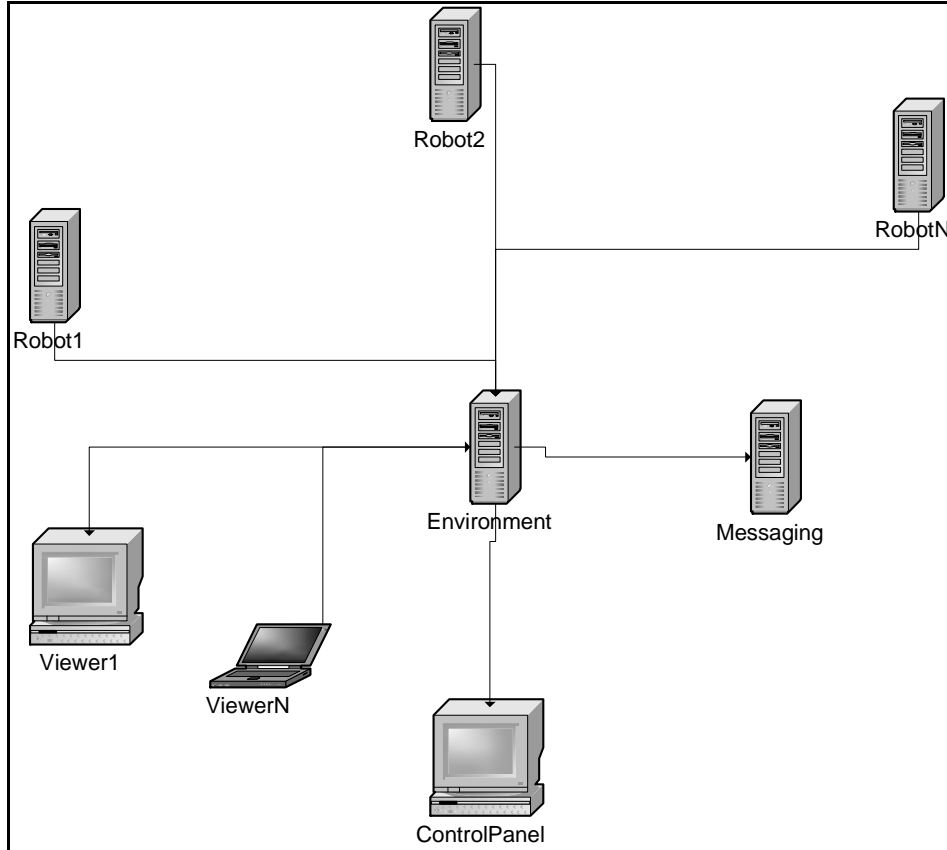 Robot2
RobotN
Robot1
Environment
Messaging
Viewer1
ViewerN
ControlPanel